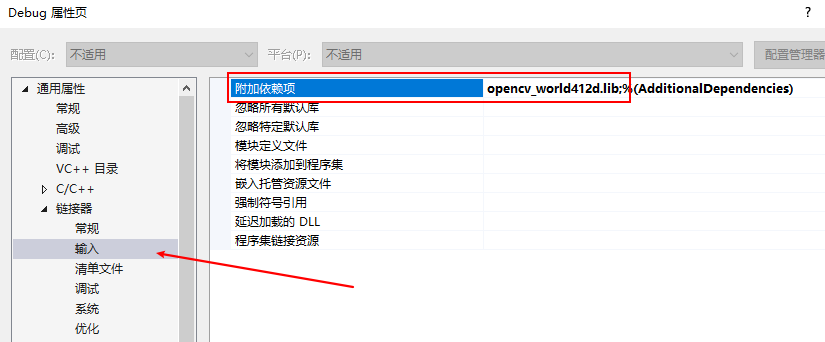 Debug 属性页
?
配置(C):
不适用
平台(P):
不适用
配置管理器
通用属性
常规
高级
调试
VC++ 目录
C/C++
链接器
常规
输入
清单文件
调试
系统
优化
附加依赖项 opencv_world412d.lib;%(AdditionalDependencies)
忽略所有默认库
忽略特定默认库
模块定义文件
将模块添加到程序集
嵌入托管资源文件
强制符号引用
延迟加载的 DLL
程序集链接资源